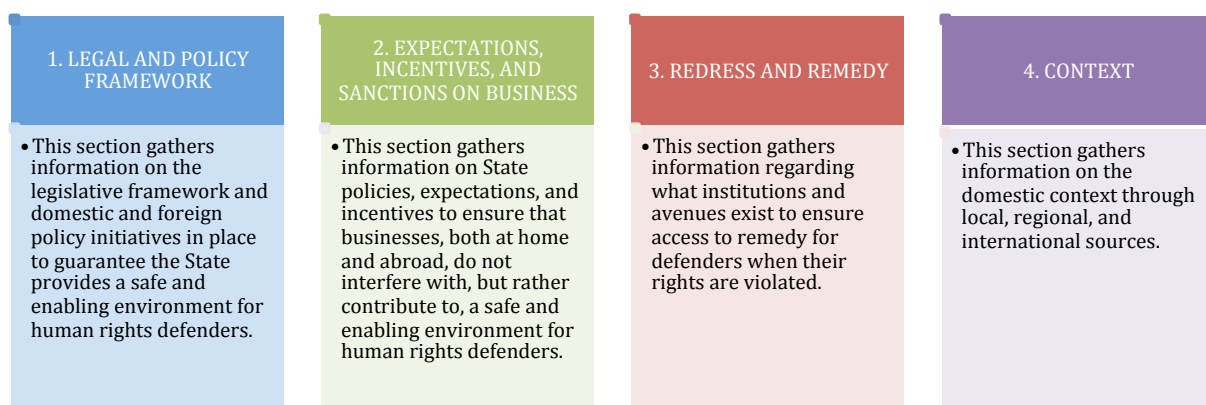 1. LEGAL AND POLICY
FRAMEWORK
• This section gathers
information on the
legislative framework and
domestic and foreign
policy initiatives in place
to guarantee the State
provides a safe and
enabling environment for
human rights defenders.
2. EXPECTATIONS,
INCENTIVES, AND
SANCTIONS ON BUSINESS
• This section gathers
information on State
policies, expectations, and
incentives to ensure that
businesses, both at home
and abroad, do not
interfere with, but rather
contribute to, a safe and
enabling environment for
human rights defenders.
3. REDRESS AND REMEDY
• This section gathers
information regarding
what institutions and
avenues exist to ensure
access to remedy for
defenders when their
rights are violated.
4. CONTEXT
• This section gathers
information on the
domestic context through
local, regional, and
international sources.